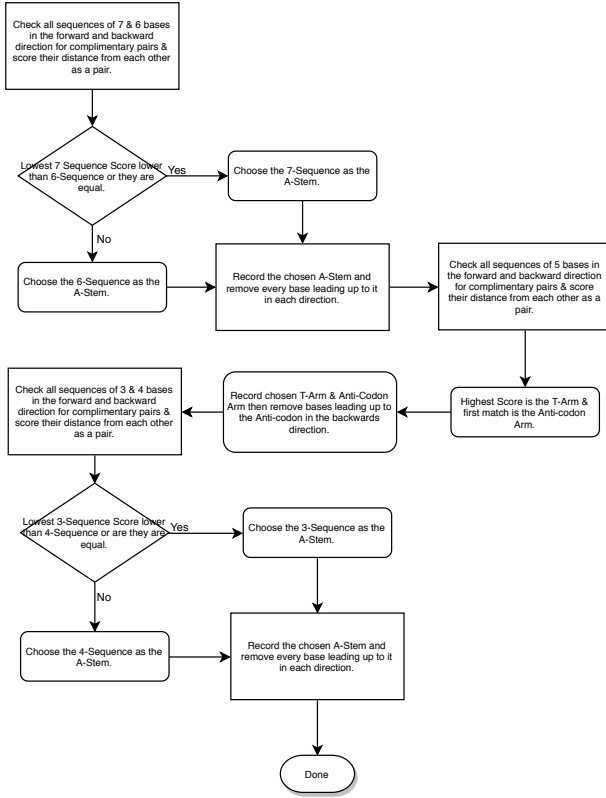 Check all sequences of 7 & 6 bases
in the forward and backward
direction for complimentary pairs &
score their distance from each other
as a pair.
Lowest 7 Sequence Score lower
than 6-Sequence or they are
equal.
Yes
Choose the 7-Sequence as the
A-Stem.
No
Choose the 6-Sequence as the
A-Stem.
Record the chosen A-Stem and
remove every base leading up to it
in each direction.
Check all sequences of 5 bases in
the forward and backward direction
for complimentary pairs & score
their distance from each other as a
pair.
Highest Score is the T-Arm &
first match is the Anti-codon
Arm.
Record chosen T-Arm & Anti-Codon
Arm then remove bases leading up to
the Anti-codon in the backwards
direction.
Check all sequences of 3 & 4 bases
in the forward and backward
direction for complimentary pairs &
score their distance from each other
as a pair.
Lowest 3-Sequence Score lower
than 4-Sequence or are they are
equal.
Yes
Choose the 3-Sequence as the
A-Stem.
No
Choose the 4-Sequence as the
A-Stem.
Record the chosen A-Stem and
remove every base leading up to it
in each direction.
Done